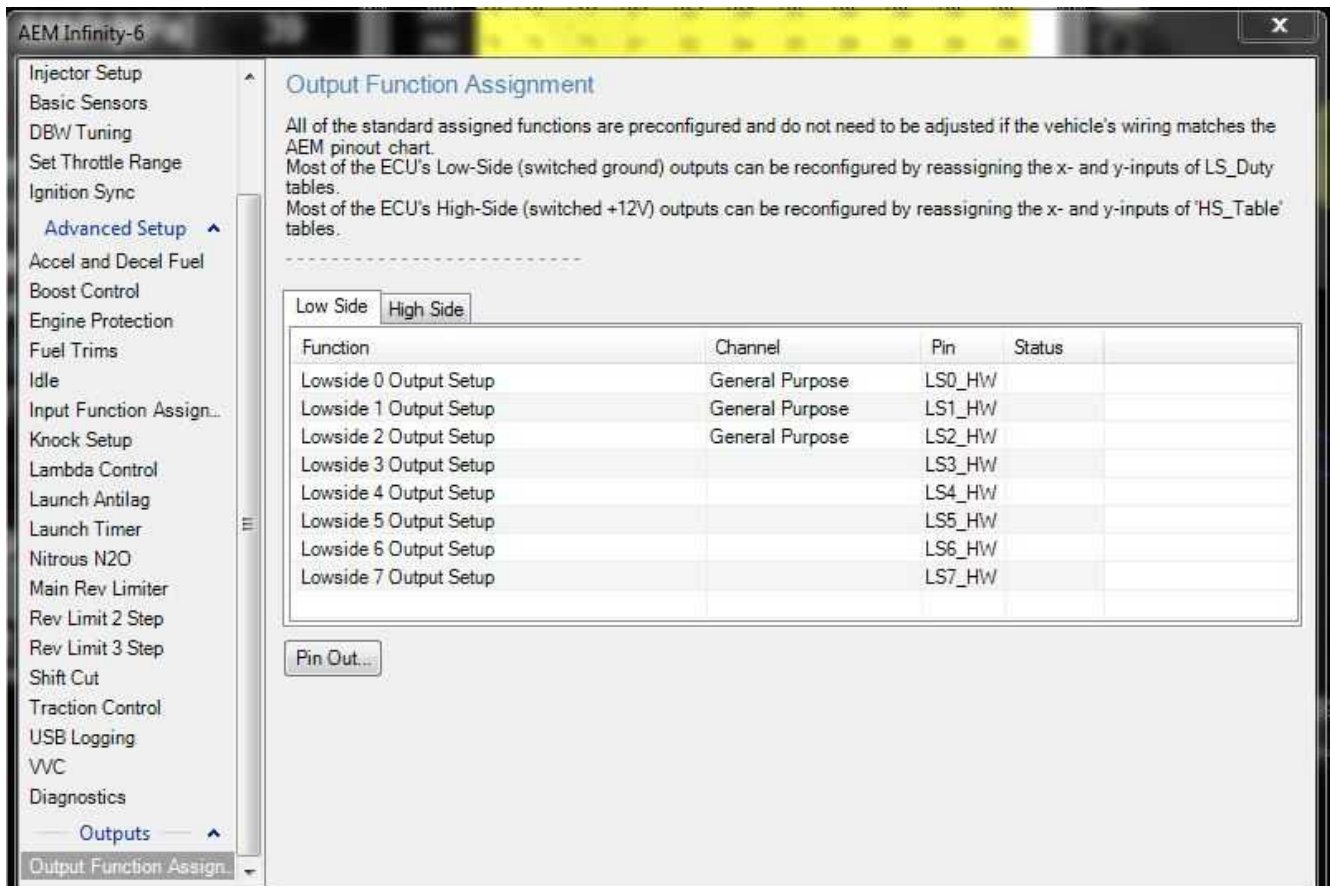 AEM Infinity-6
x
Injector Setup
Basic Sensors
DBW Tuning
Set Throttle Range
Ignition Sync
Advanced Setup
Accel and Decel Fuel
Boost Control
Engine Protection
Fuel Trims
Idle
Input Function Assign...
Knock Setup
Lambda Control
Launch Antilag
Launch Timer
Nitrous N2O
Main Rev Limiter
Rev Limit 2 Step
Rev Limit 3 Step
Shift Cut
Traction Control
USB Logging
VVC
Diagnostics
Outputs
Output Function Assign..
Output Function Assignment
All of the standard assigned functions are preconfigured and do not need to be adjusted if the vehicle's wiring matches the
AEM pinout chart.
Most of the ECU's Low-Side (switched ground) outputs can be reconfigured by reassigning the x- and y-inputs of LS_Duty
tables.
Most of the ECU's High-Side (switched +12V) outputs can be reconfigured by reassigning the x- and y-inputs of 'HS_Table'
tables.
- - - - - - - - - - - - - - - - - - - - - - - - - -
Low Side High Side
Function Channel Pin Status
Lowside 0 Output Setup General Purpose LS0_HW
Lowside 1 Output Setup General Purpose LS1_HW
Lowside 2 Output Setup General Purpose LS2_HW
Lowside 3 Output Setup LS3_HW
Lowside 4 Output Setup LS4_HW
Lowside 5 Output Setup LS5_HW
Lowside 6 Output Setup LS6_HW
Lowside 7 Output Setup LS7_HW
Pin Out...